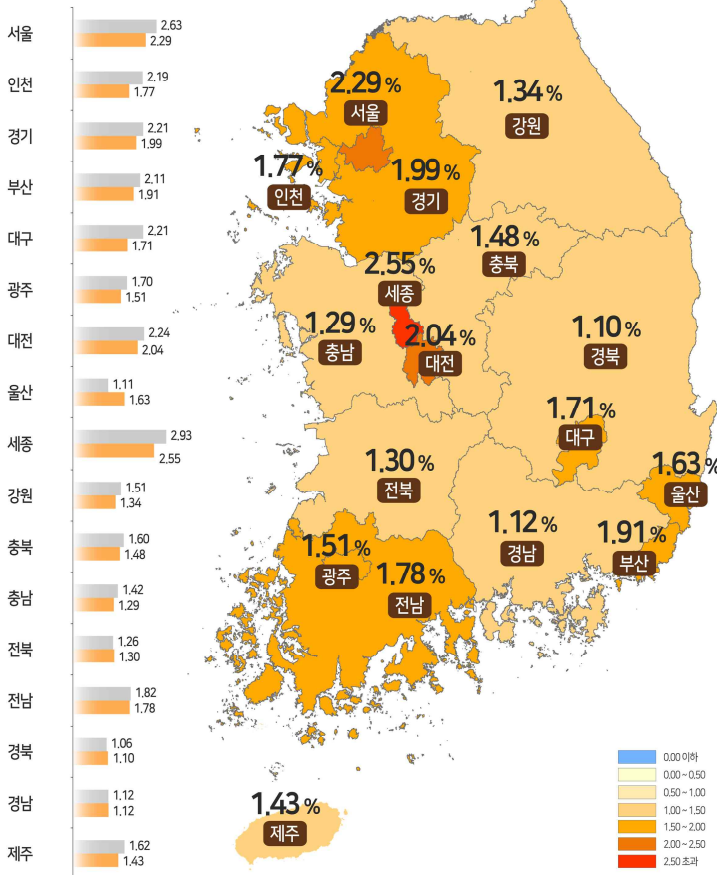 서울
2.63
2.29
인천
2.19
1.77
경기
2.21
1.99
부산
2.11
1.91
대구
2.21
1.71
광주
1.70
1.51
대전
2.24
2.04
울산
1.11
1.63
세종
2.93
2.55
강원
1.51
1.34
충북
1.60
1.48
충남
1.42
1.29
전북
1.26
1.30
전남
1.82
1.78
경북
1.06
1.10
경남
1.12
1.12
제주
1.62
1.43
2.29 %
서울
1.34 %
강원
1.77 %
인천
1.99 %
경기
1.48 %
충북
2.55 %
세종
1.29 %
충남
2.04 %
대전
1.10 %
경북
1.71 %
대구
1.30 %
전북
1.63 %
울산
1.12 %
경남
1.91 %
부산
1.51 %
광주
1.78 %
전남
1.43 %
제주
0.00 이하
0.00 ~ 0.50
0.50 ~ 1.00
1.00 ~ 1.50
1.50 ~ 2.00
2.00 ~ 2.50
2.50 초과